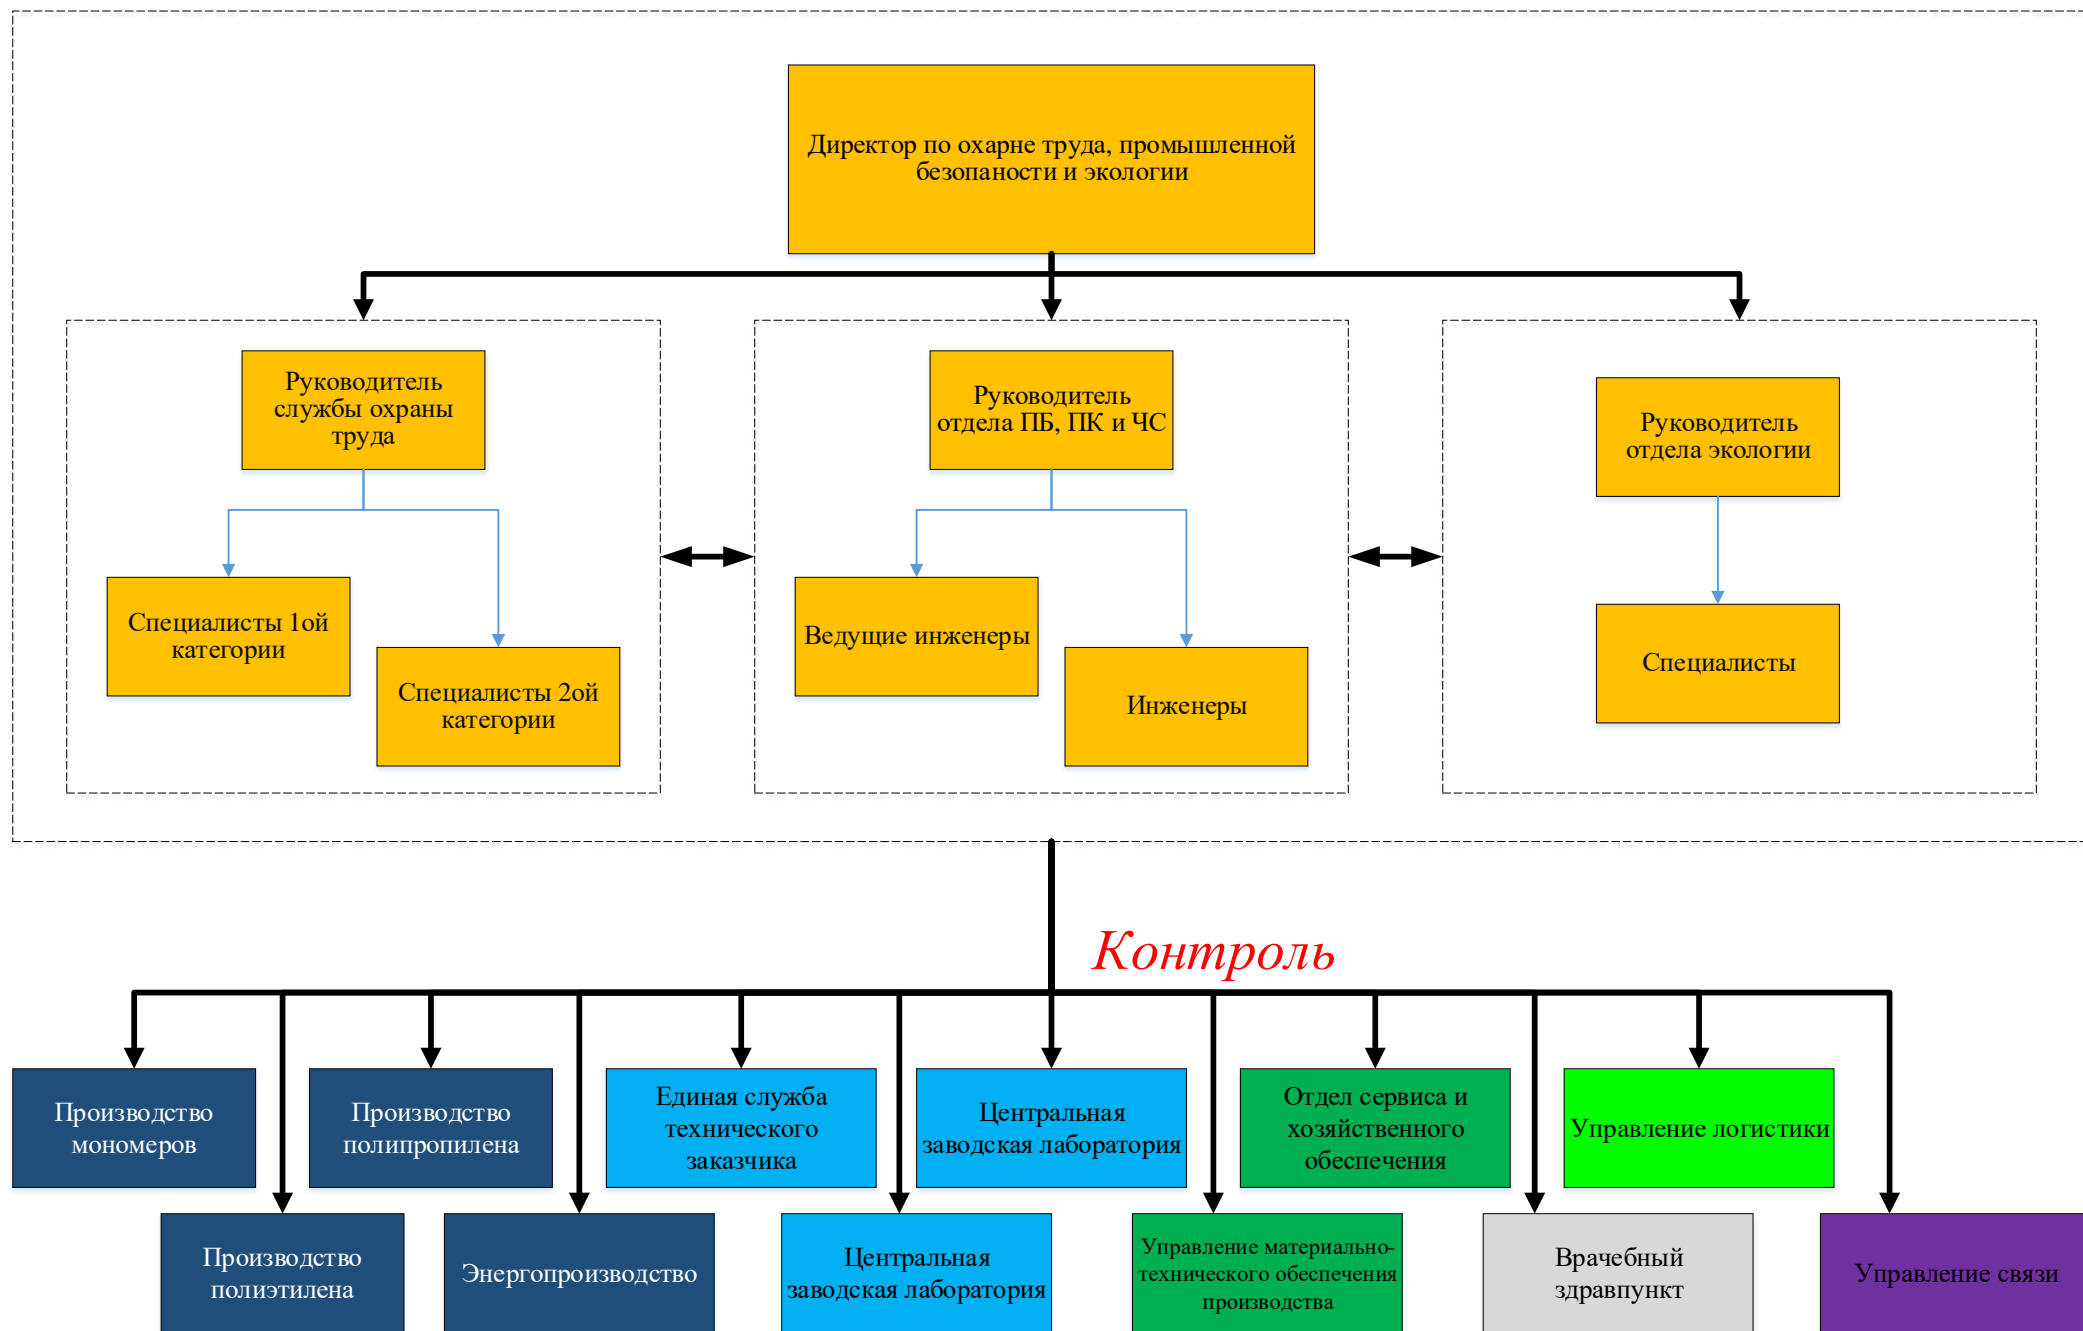 Директор по охарне труда, промышленной
безопаности и экологии
Руководитель
службы охраны
труда
Руководитель
отдела ПБ, ПК и ЧС
Руководитель
отдела экологии
Специалисты 1ой
категории
Специалисты 2ой
категории
Ведущие инженеры
Инженеры
Специалисты
Контроль
Производство
мономеров
Производство
полипропилена
Единая служба
технического
заказчика
Центральная
заводская лаборатория
Отдел сервиса и
хозяйственного
обеспечения
Управление логистики
Производство
полиэтилена
Энергопроизводство
Центральная
заводская лаборатория
Управление материально-
технического обеспечения
производства
Врачебный
здравпункт
Управление связи